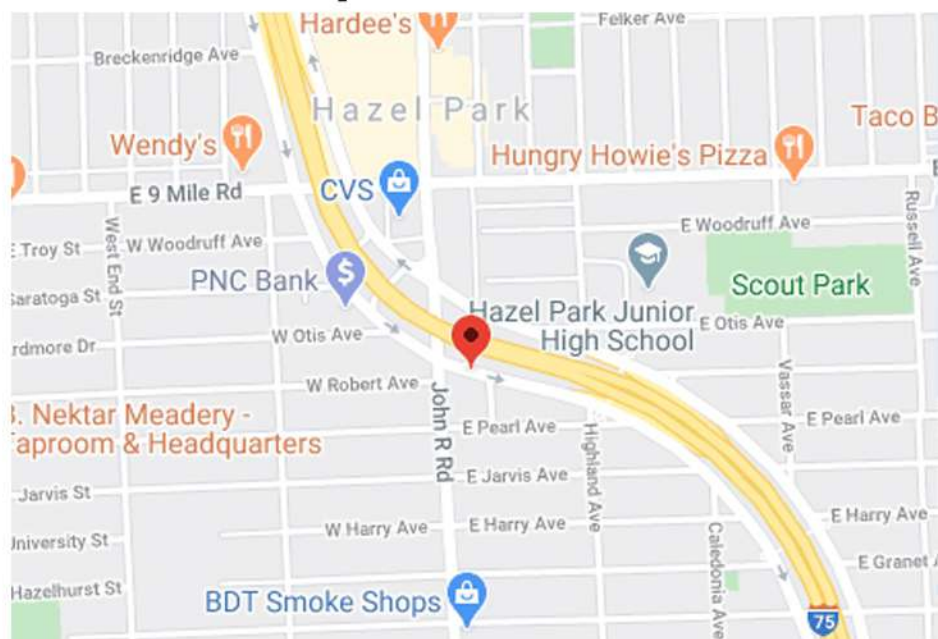 Hardee's
Felker Ave
Breckenridge Ave
Hazel Park
Taco B
Wendy's
Hungry Howie's Pizza
CVS
E 9 Mile Rd
E Woodruff Ave
Russell Ave
E Troy St
West End St
W Woodruff Ave
PNC Bank
Scout Park
Saratoga St
Hazel Park Junior
High School
E Otis Ave
W Otis Ave
rdmore Dr
W Robert Ave
John R Rd
Vassar Ave
B. Nektar Meadery -
Taproom & Headquarters
E Pearl Ave
Highland Ave
E Pearl Ave
E Jarvis Ave
Jarvis St
W Harry Ave
E Harry Ave
E Harry Ave
Caledonia Ave
University St
E Granet
Hazelhurst St
BDT Smoke Shops
75